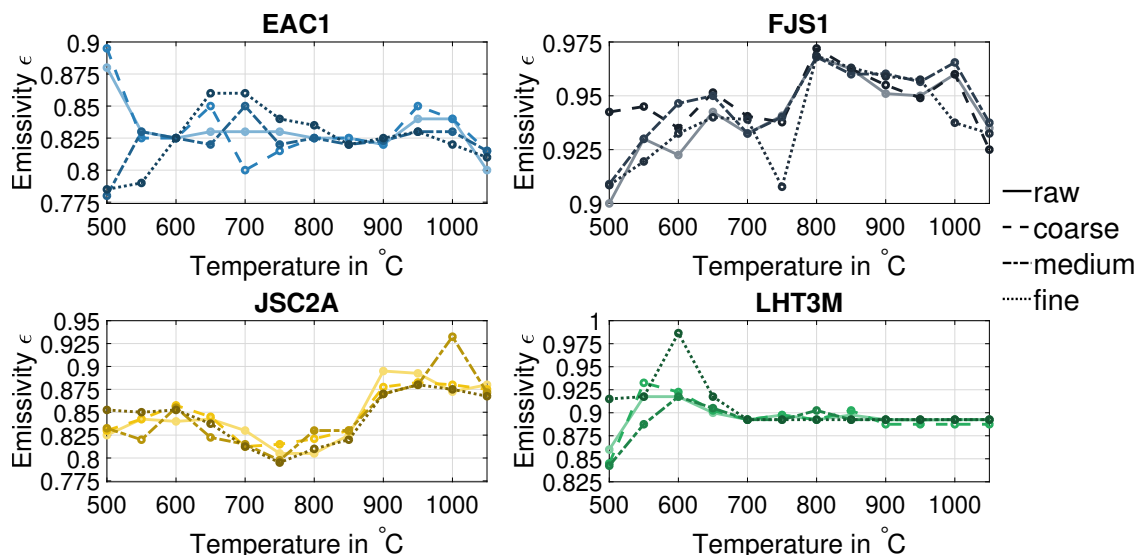 EAC1
Emissivity ϵ
0.9
0.875
0.85
0.825
0.8
0.775
500 600 700 800 900 1000
Temperature in °C
FJS1
Emissivity ϵ
0.975
0.95
0.925
0.9
500 600 700 800 900 1000
Temperature in °C
raw
coarse
medium
fine
JSC2A
Emissivity ϵ
0.95
0.925
0.9
0.875
0.85
0.825
0.8
0.775
500 600 700 800 900 1000
Temperature in °C
LHT3M
Emissivity ϵ
1
0.975
0.95
0.925
0.9
0.875
0.85
0.825
500 600 700 800 900 1000
Temperature in °C